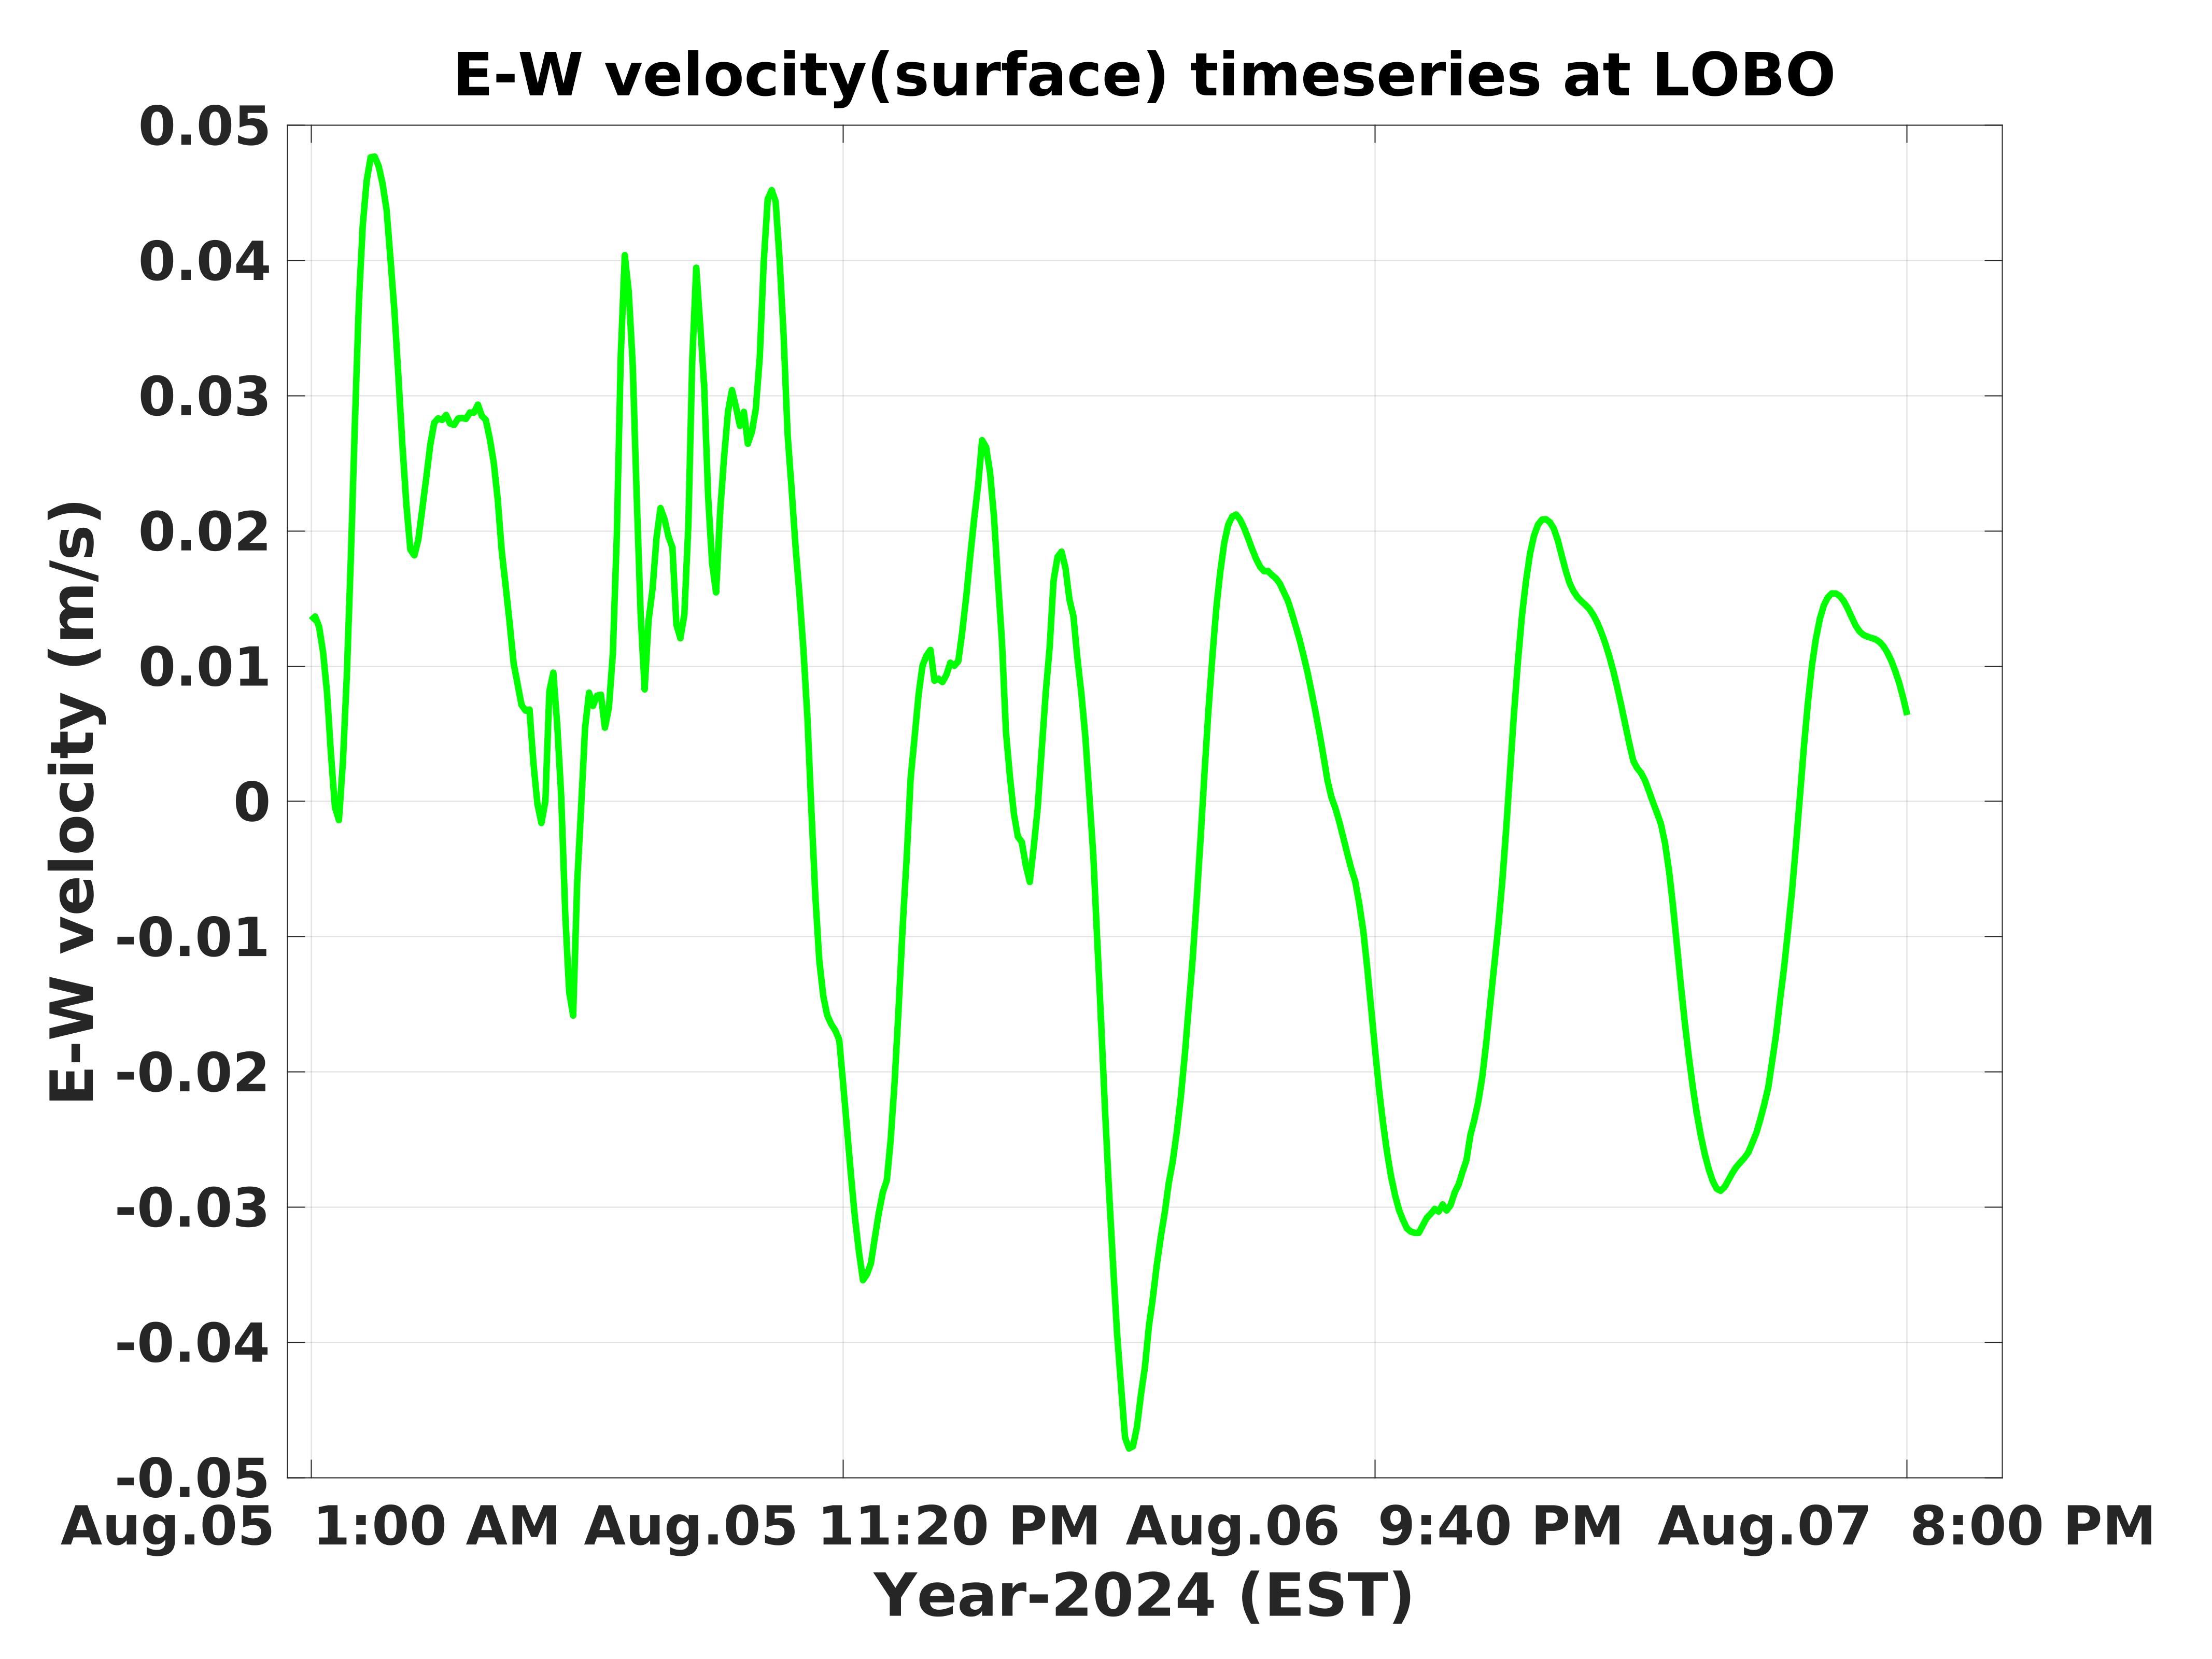 E-W velocity(surface) timeseries at LOBO
E-W velocity (m/s)
0.05
0.04
0.03
0.02
0.01
0
-0.01
-0.02
-0.03
-0.04
-0.05
Aug.05 1:00 AM Aug.05 11:20 PM Aug.06 9:40 PM Aug.07 8:00 PM
Year-2024 (EST)